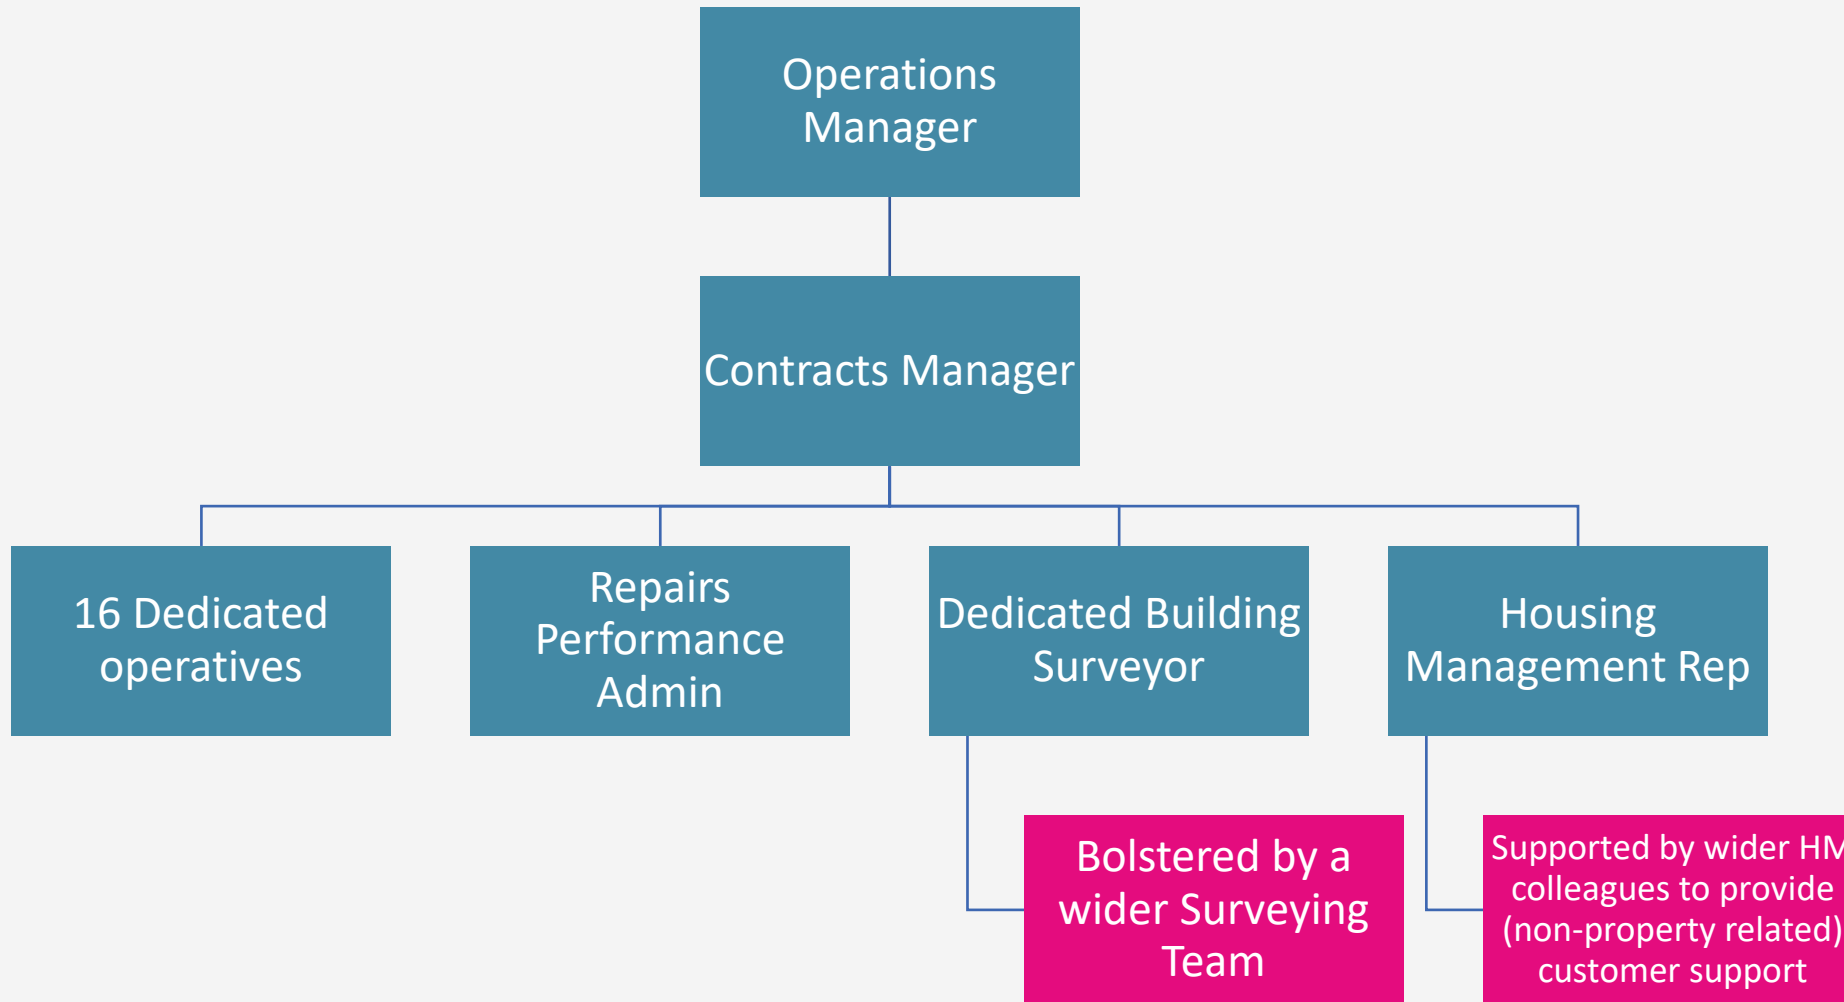 Operations
Manager
Contracts Manager
16 Dedicated
operatives
Repairs
Performance
Admin
Dedicated Building
Surveyor
Housing
Management Rep
Bolstered by a
wider Surveying
Team
Supported by wider HM
colleagues to provide
(non-property related)
customer support